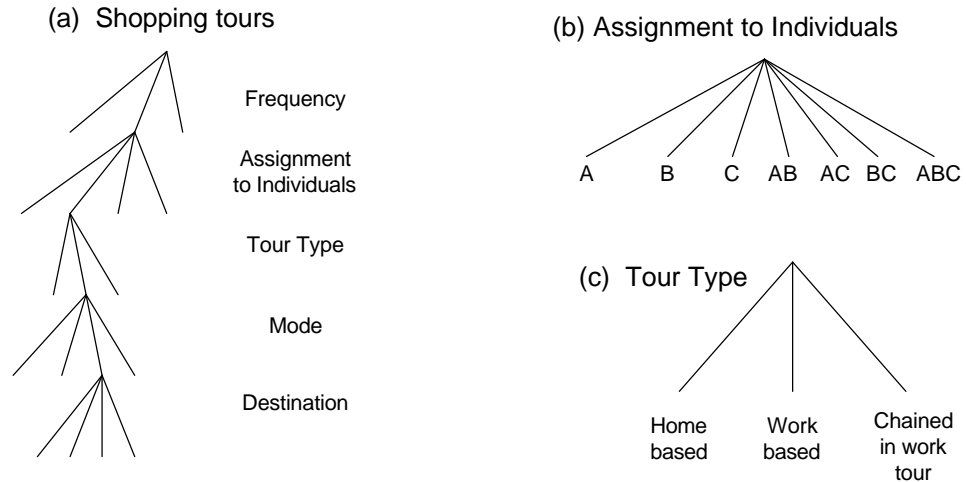 (a) Shopping tours
Frequency
Assignment
to Individuals
Tour Type
Mode
Destination
(b) Assignment to Individuals
A B C AB AC BC ABC
(c) Tour Type
Home
based
Work
based
Chained
in work
tour